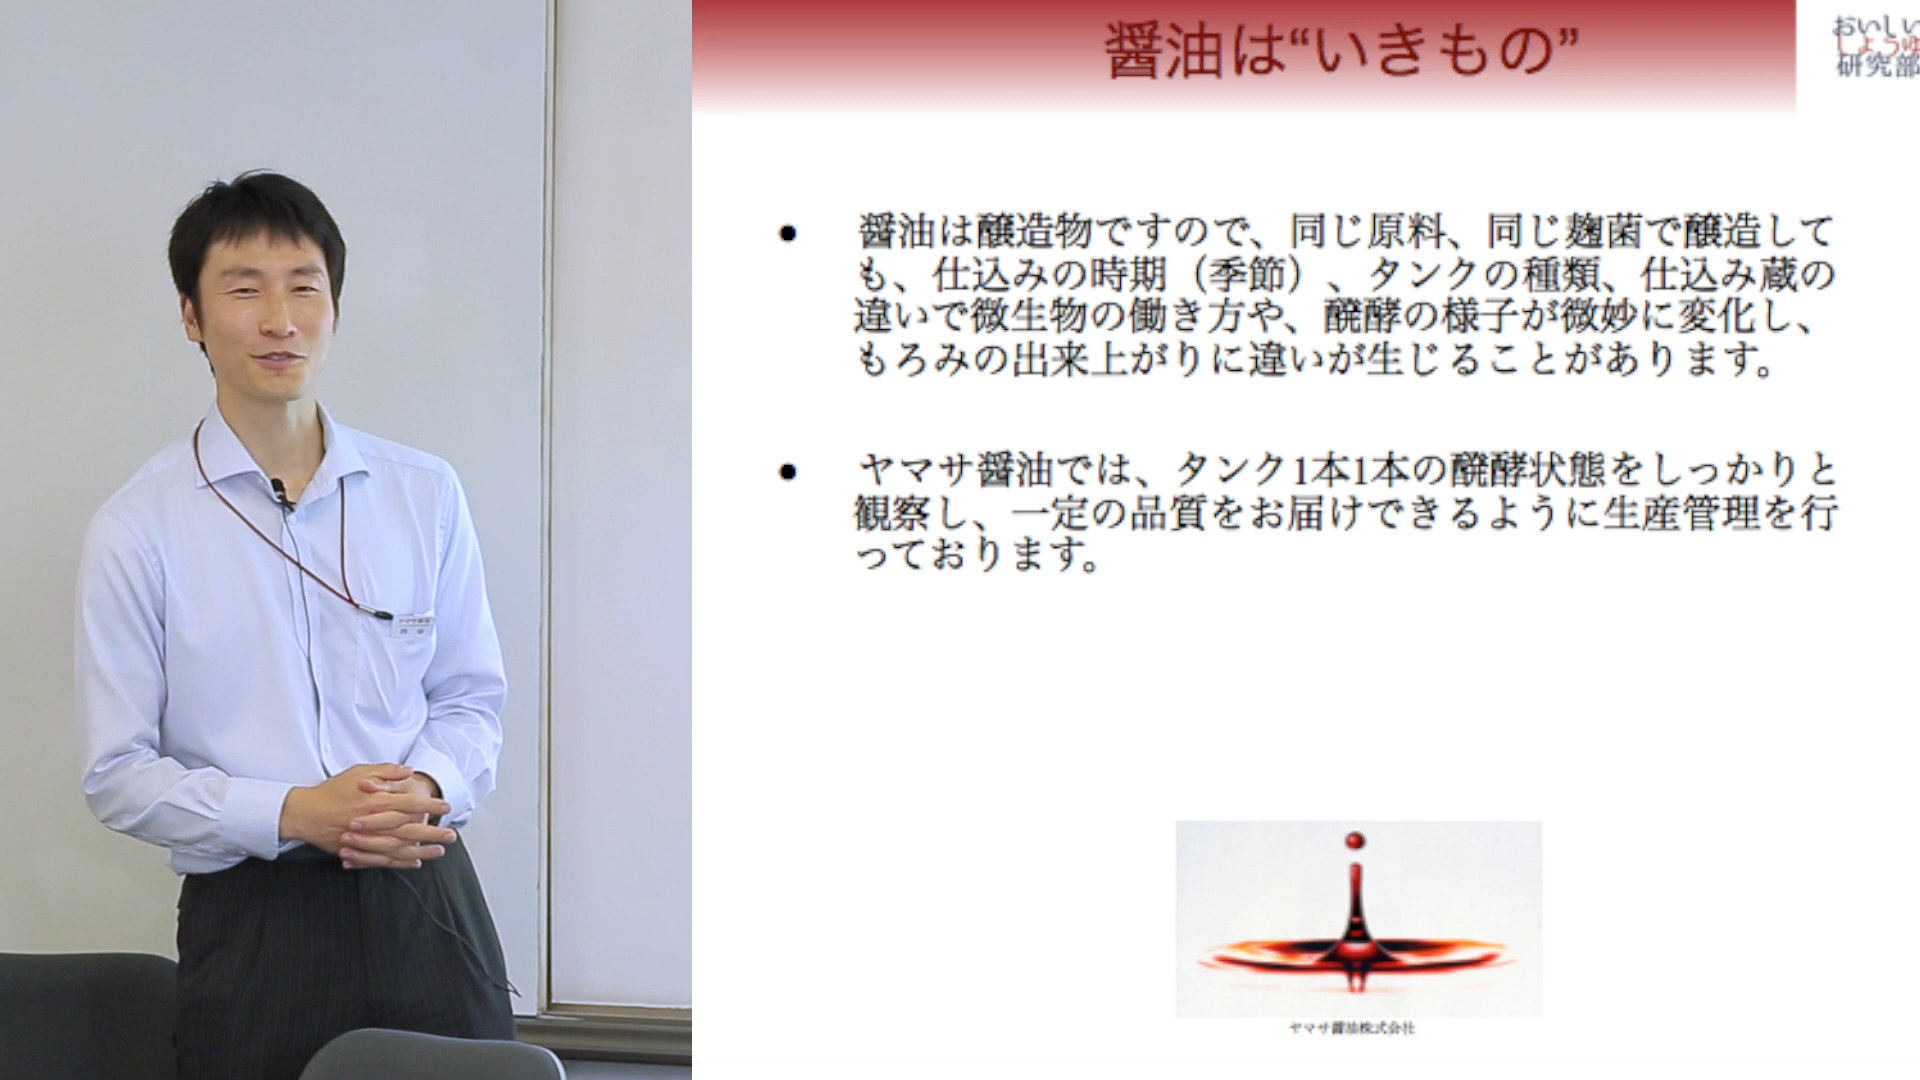 醤油は“いきもの”
おいしい
しょうゆ
研究部
● 醤油は醸造物ですので、同じ原料、同じ麹菌で醸造して
も、仕込みの時期（季節）、タンクの種類、仕込み蔵の
違いで微生物の働き方や、醗酵の様子が微妙に変化し、
もろみの出来上がりに違いが生じることがあります。
● ヤマサ醤油では、タンク1本1本の醗酵状態をしっかりと
観察し、一定の品質をお届けできるように生産管理を行
っております。
ヤマサ醤油株式会社